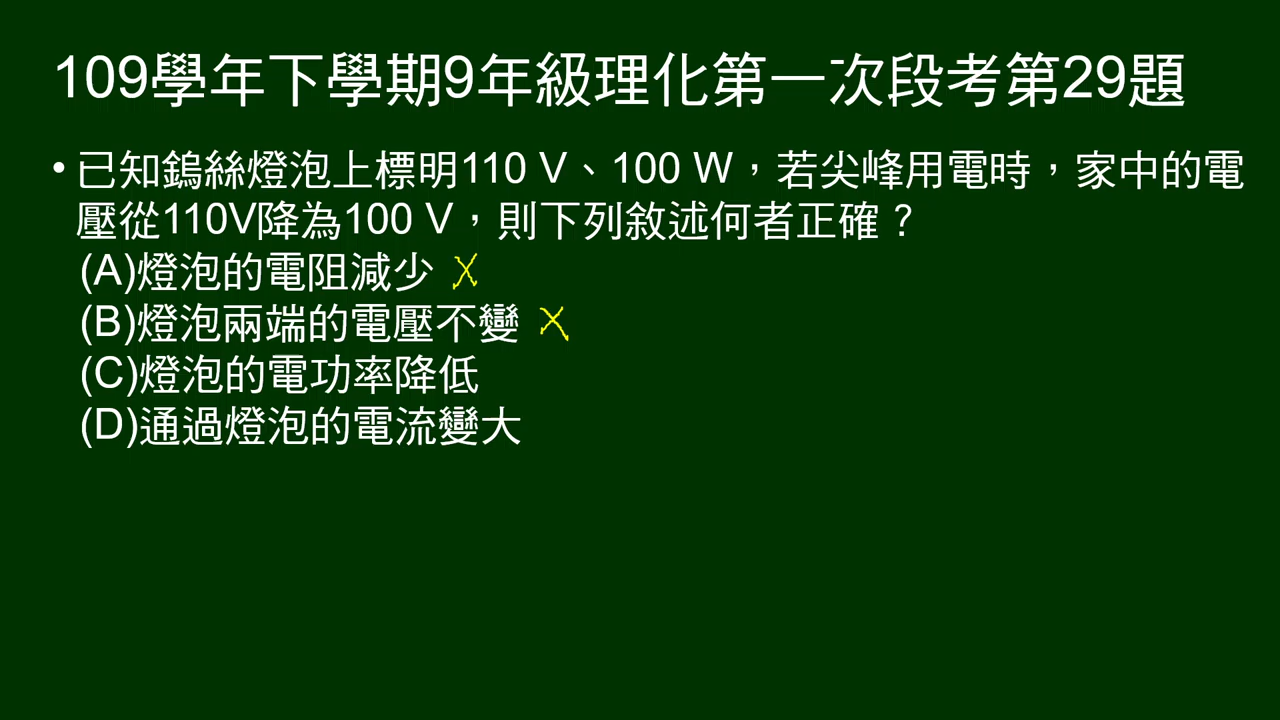 109學年下學期9年級理化第一次段考第29題
• 已知鎢絲燈泡上標明110 V、100 W，若尖峰用電時，家中的電
壓從110V降為100 V，則下列敘述何者正確？
(A)燈泡的電阻減少 X
(B)燈泡兩端的電壓不變 X
(C)燈泡的電功率降低
(D)通過燈泡的電流變大